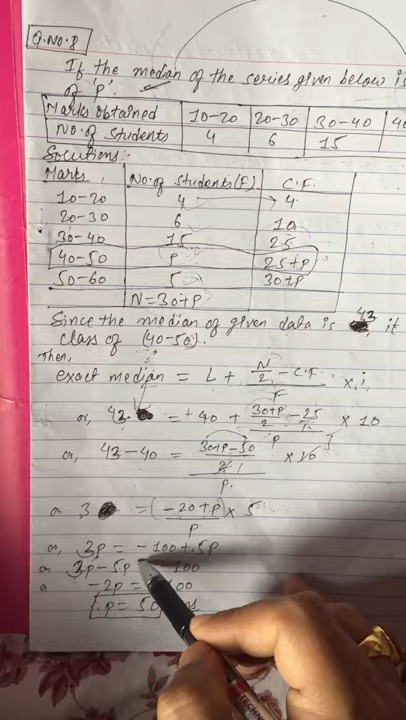 Q.No.8
If the median of the series given below is
of 'p'.
Marks obtained 10-20 20-30 30-40 40
No. of students 4 6 15
Solution:-
Marks, No. of students (F) C.F.
10-20 4 4
20-30 6 10
30-40 15 25
40-50 p 25+p
50-60 5 30+p
N=30+p
Since the median of given data is 43, it
class of (40-50).
Then,
exact median = L + N/2 - C.F/F × i
or, 43 = 40 + 30+p/2 - 25/1 / p × 10
or, 43-40 = 30+p-50/2 / p × 10
or 3 = (-20+p)/p × 5
or, 3p = -100+5p
or 3p-5p 100
-2p = 100
p = 50